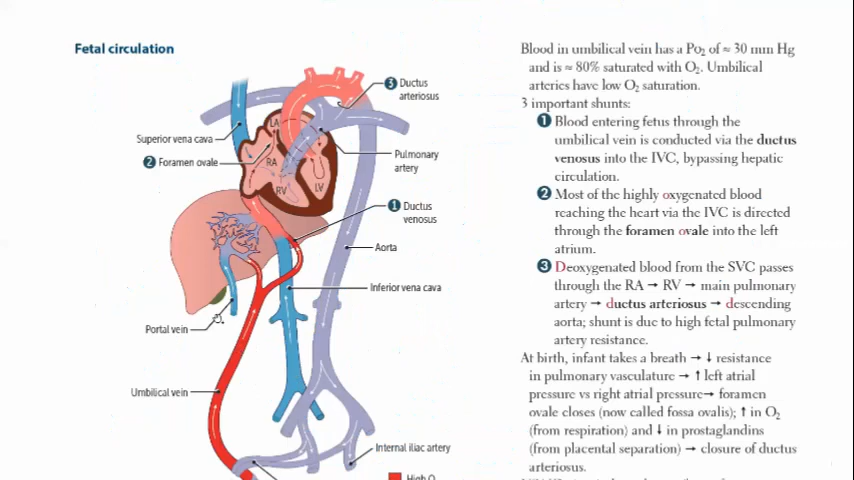 Fetal circulation
3 Ductus
arteriosus
Superior vena cava
2 Foramen ovale
LA
RA
RV
LV
Pulmonary
artery
1 Ductus
venosus
Aorta
Inferior vena cava
Portal vein
Umbilical vein
Internal iliac artery
High O
Blood in umbilical vein has a Po2 of ≈ 30 mm Hg
and is ≈ 80% saturated with O2. Umbilical
arteries have low O2 saturation.
3 important shunts:
1 Blood entering fetus through the
umbilical vein is conducted via the ductus
venosus into the IVC, bypassing hepatic
circulation.
2 Most of the highly oxygenated blood
reaching the heart via the IVC is directed
through the foramen ovale into the left
atrium.
3 Deoxygenated blood from the SVC passes
through the RA → RV → main pulmonary
artery → ductus arteriosus → descending
aorta; shunt is due to high fetal pulmonary
artery resistance.
At birth, infant takes a breath → ↓ resistance
in pulmonary vasculature → ↑ left atrial
pressure vs right atrial pressure→ foramen
ovale closes (now called fossa ovalis); ↑ in O2
(from respiration) and ↓ in prostaglandins
(from placental separation) → closure of ductus
arteriosus.